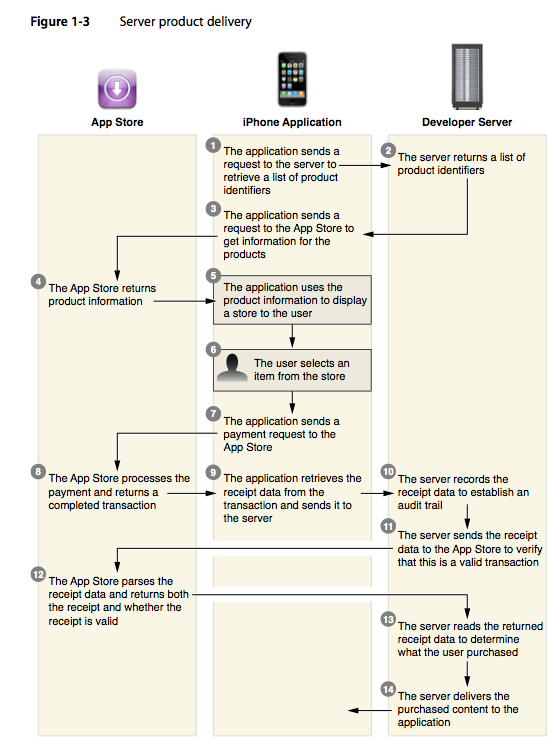 Figure 1-3 Server product delivery
App Store
iPhone Application
Developer Server
1
The application sends a
request to the server to
retrieve a list of product
identifiers
2
The server returns a list of
product identifiers
3
The application sends a
request to the App Store to
get information for the
products
4
The App Store returns
product information
5
The application uses the
product information to display
a store to the user
6
The user selects an
item from the store
7
The application sends a
payment request to the
App Store
8
The App Store processes the
payment and returns a
completed transaction
9
The application retrieves the
receipt data from the
transaction and sends it to
the server
10
The server records the
receipt data to establish an
audit trail
11
The server sends the receipt
data to the App Store to verify
that this is a valid transaction
12
The App Store parses the
receipt data and returns both
the receipt and whether the
receipt is valid
13
The server reads the returned
receipt data to determine
what the user purchased
14
The server delivers the
purchased content to the
application